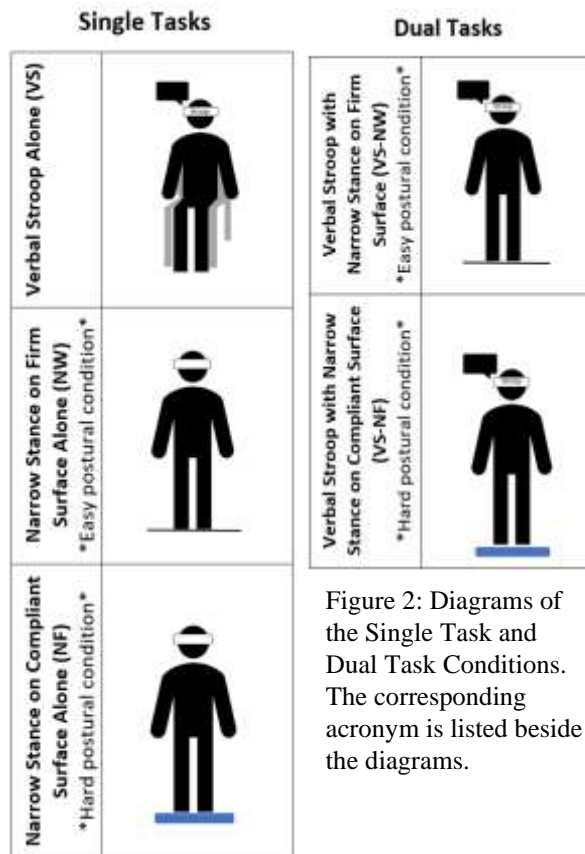 Single Tasks
Verbal Stroop Alone (VS)
Narrow Stance on Firm
Surface Alone (NW)
*Easy postural condition*
Narrow Stance on Compliant
Surface Alone (NF)
*Hard postural condition*
Dual Tasks
Verbal Stroop with
Narrow Stance on Firm
Surface (VS-NW)
*Easy postural condition*
Verbal Stroop with Narrow
Stance on Compliant Surface
(VS-NF)
*Hard postural condition*
Figure 2: Diagrams of
the Single Task and
Dual Task Conditions.
The corresponding
acronym is listed beside
the diagrams.